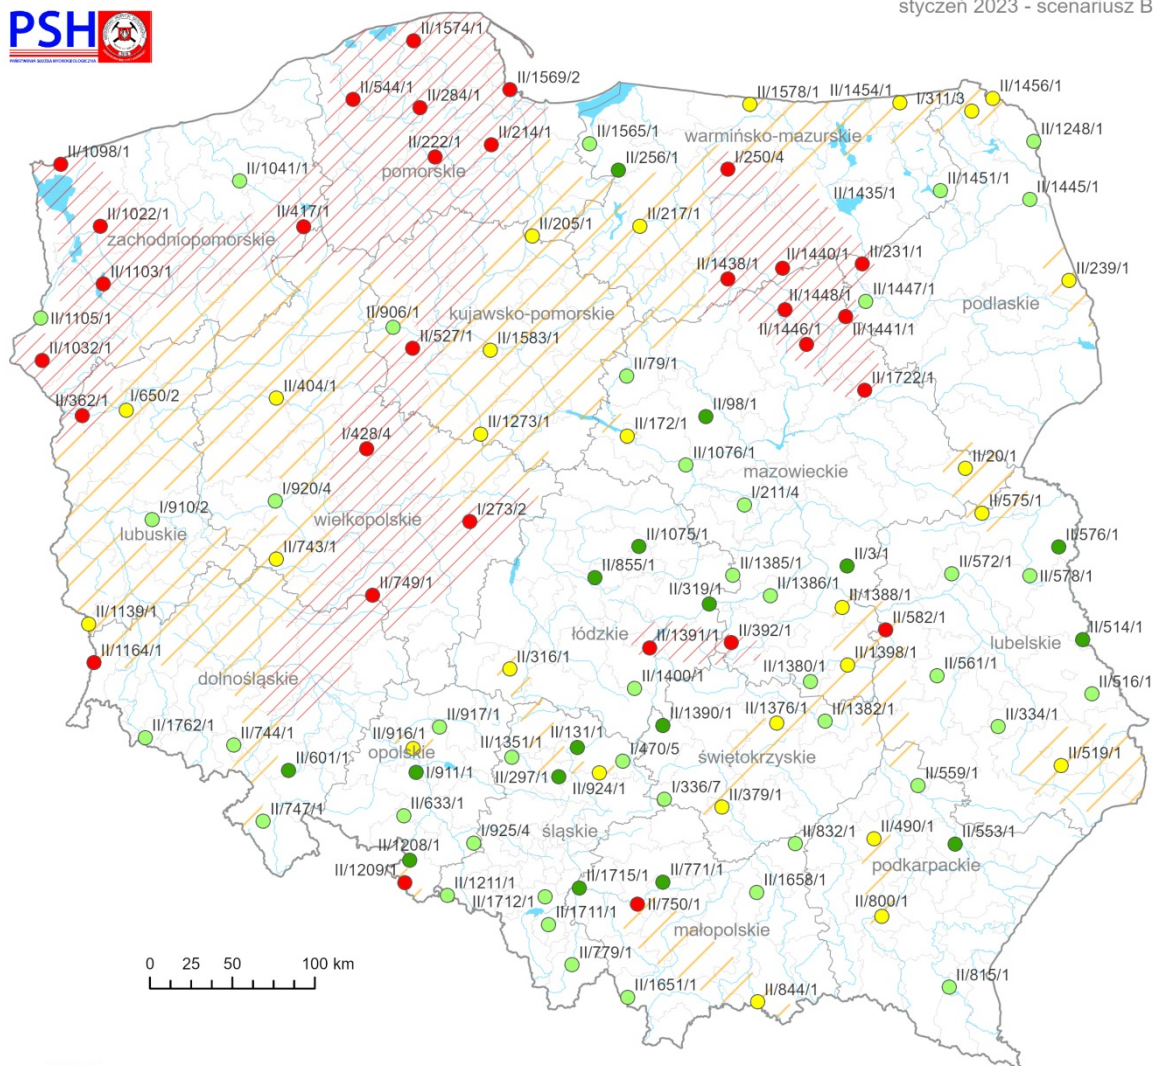 styczeń 2023 - scenariusz B
PSH
PAŃSTWOWA SŁUŻBA HYDROGEOLOGICZNA
II/1574/1
II/544/1
II/284/1
II/1569/2
II/222/1
II/214/1
pomorskie
II/1578/1
II/1454/1
I/311/3
II/1456/1
II/1565/1
warmińsko-mazurskie
II/1248/1
II/256/1
I/250/4
II/1098/1
II/1041/1
II/1435/1
II/1451/1
II/1445/1
II/1022/1
II/417/1
zachodniopomorskie
II/205/1
II/217/1
II/1103/1
II/1438/1
II/1440/1
II/231/1
II/239/1
II/1105/1
II/906/1
kujawsko-pomorskie
II/1448/1
II/1447/1
podlaskie
II/1032/1
II/527/1
II/1583/1
II/1446/1
II/1441/1
II/79/1
II/1722/1
II/362/1
I/650/2
II/404/1
II/98/1
I/428/4
II/1273/1
II/172/1
II/1076/1
mazowieckie
II/20/1
I/910/2
lubuskie
I/920/4
wielkopolskie
I/273/2
I/211/4
II/575/1
II/743/1
II/1075/1
II/855/1
II/1385/1
II/1386/1
II/3/1
II/572/1
II/576/1
II/578/1
II/749/1
II/319/1
II/1388/1
II/1139/1
łódzkie
II/1391/1
II/392/1
II/582/1
lubelskie
II/514/1
II/1164/1
dolnośląskie
II/316/1
II/1400/1
II/1380/1
II/1398/1
II/561/1
II/516/1
II/1762/1
II/744/1
II/917/1
II/916/1
opolskie
II/1351/1
II/131/1
II/1390/1
II/1376/1
II/1382/1
II/334/1
II/601/1
I/911/1
II/297/1
II/924/1
I/470/5
świętokrzyskie
II/519/1
II/747/1
II/633/1
I/336/7
II/379/1
II/559/1
II/1208/1
I/925/4
śląskie
II/832/1
II/490/1
II/553/1
podkarpackie
II/1209/1
II/1211/1
II/1712/1
II/1715/1
II/771/1
II/1658/1
II/1711/1
II/750/1
małopolskie
II/800/1
II/779/1
II/1651/1
II/844/1
II/815/1
0 25 50 100 km